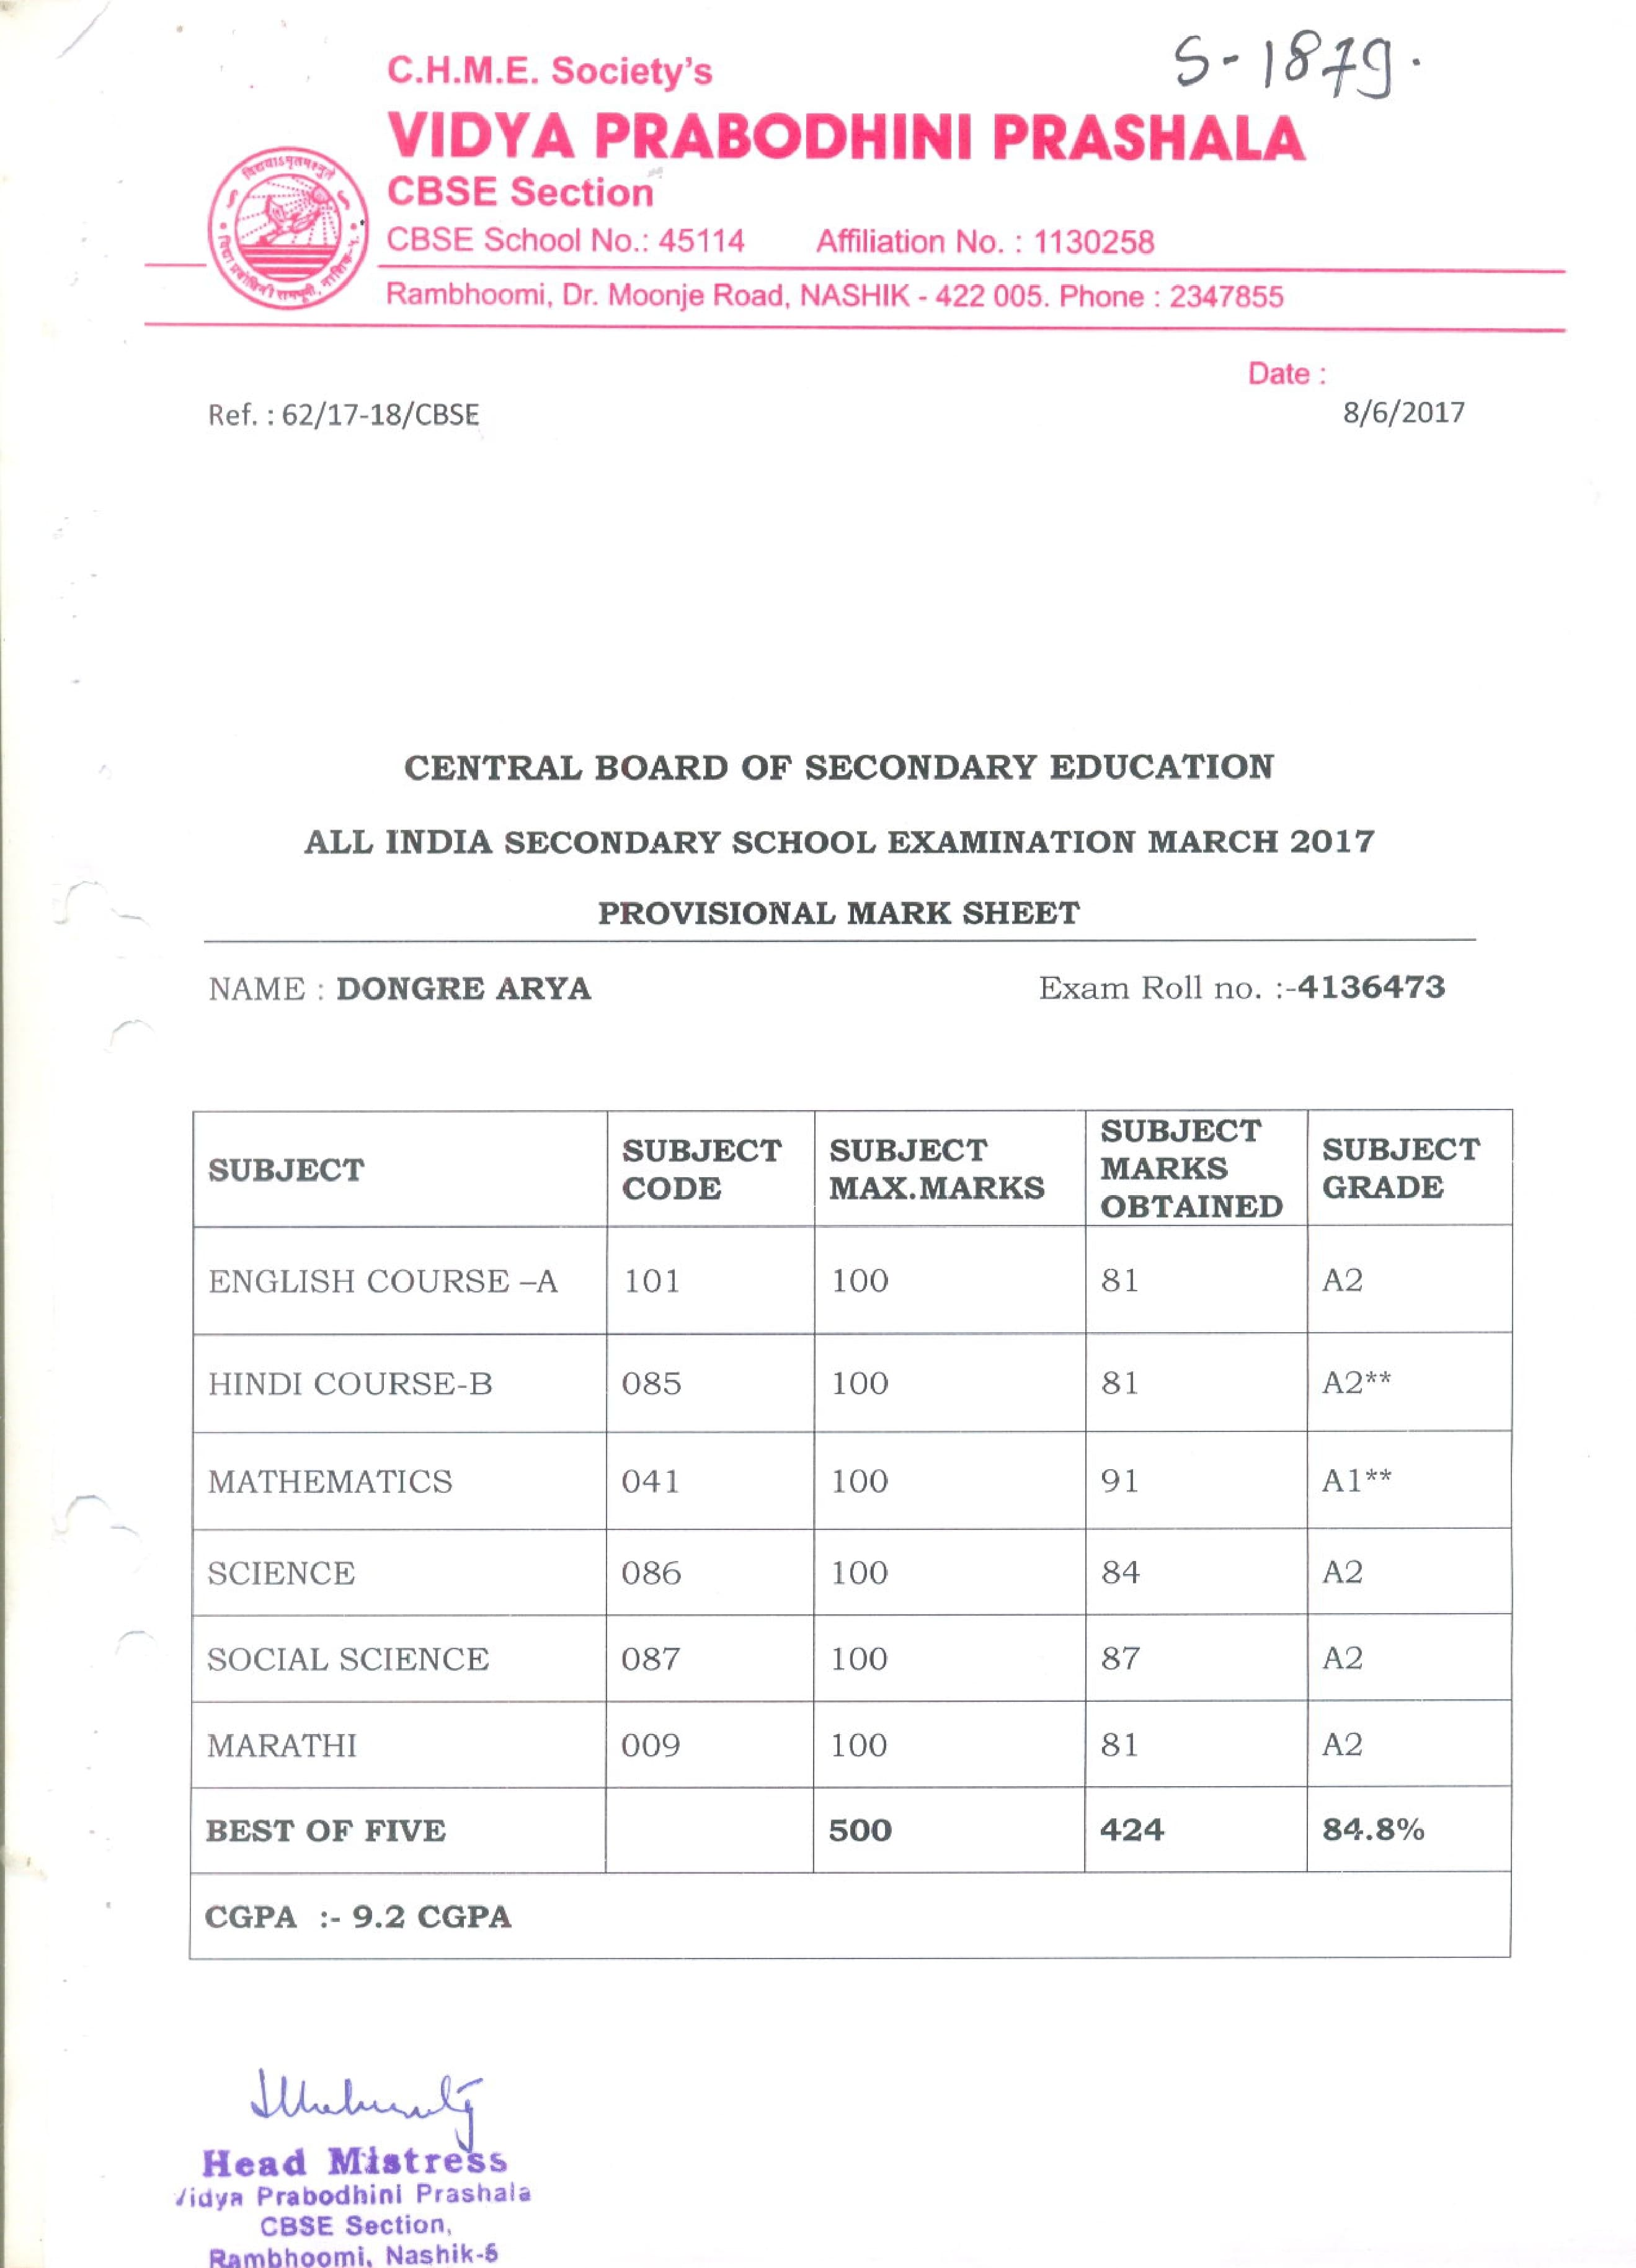 S-1879.
C.H.M.E. Society's
VIDYA PRABODHINI PRASHALA
CBSE Section
CBSE School No.: 45114 Affiliation No. : 1130258
Rambhoomi, Dr. Moonje Road, NASHIK - 422 005. Phone : 2347855
Date :
Ref. : 62/17-18/CBSE 8/6/2017
CENTRAL BOARD OF SECONDARY EDUCATION
ALL INDIA SECONDARY SCHOOL EXAMINATION MARCH 2017
PROVISIONAL MARK SHEET
NAME : DONGRE ARYA Exam Roll no. :-4136473
SUBJECT SUBJECT CODE SUBJECT MAX.MARKS SUBJECT MARKS OBTAINED SUBJECT GRADE
ENGLISH COURSE –A 101 100 81 A2
HINDI COURSE-B 085 100 81 A2**
MATHEMATICS 041 100 91 A1**
SCIENCE 086 100 84 A2
SOCIAL SCIENCE 087 100 87 A2
MARATHI 009 100 81 A2
BEST OF FIVE 500 424 84.8%
CGPA :- 9.2 CGPA
Head Mistress
Vidya Prabodhini Prashala
CBSE Section,
Rambhoomi, Nashik-5